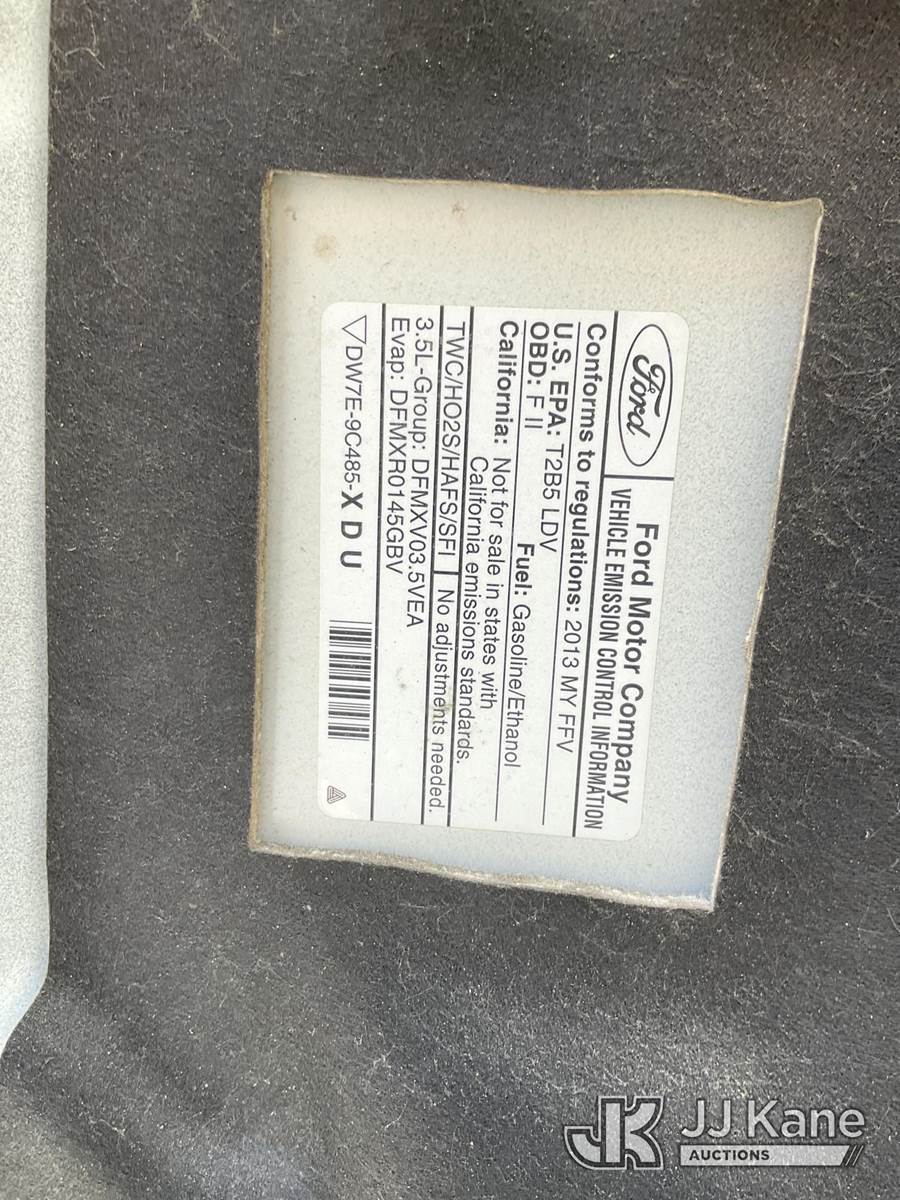 Ford
Ford Motor Company
VEHICLE EMISSION CONTROL INFORMATION
Conforms to regulations: 2013 MY FFV
U.S. EPA: T2B5 LDV
OBD: F II Fuel: Gasoline/Ethanol
California: Not for sale in states with
California emissions standards.
TWC/HO2S/HAFS/SFI No adjustments needed.
3.5L-Group: DFMXV03.5VEA
Evap: DFMXR0145GBV
DW7E-9C485-X D U
JK JJ Kane
AUCTIONS